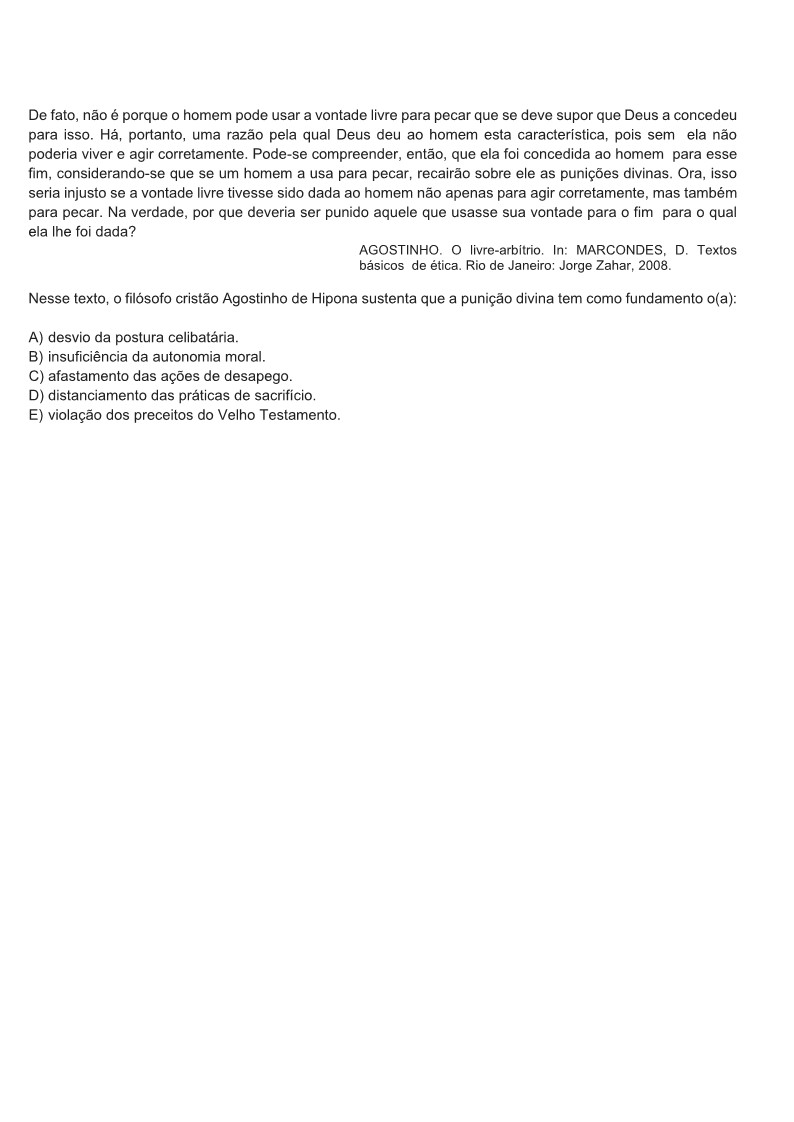 De fato, não é porque o homem pode usar a vontade livre para pecar que se deve supor que Deus a concedeu
para isso. Há, portanto, uma razão pela qual Deus deu ao homem esta característica, pois sem ela não
poderia viver e agir corretamente. Pode-se compreender, então, que ela foi concedida ao homem para esse
fim, considerando-se que se um homem a usa para pecar, recairão sobre ele as punições divinas. Ora, isso
seria injusto se a vontade livre tivesse sido dada ao homem não apenas para agir corretamente, mas também
para pecar. Na verdade, por que deveria ser punido aquele que usasse sua vontade para o fim para o qual
ela lhe foi dada?
AGOSTINHO. O livre-arbítrio. In: MARCONDES, D. Textos
básicos de ética. Rio de Janeiro: Jorge Zahar, 2008.
Nesse texto, o filósofo cristão Agostinho de Hipona sustenta que a punição divina tem como fundamento o(a):
A) desvio da postura celibatária.
B) insuficiência da autonomia moral.
C) afastamento das ações de desapego.
D) distanciamento das práticas de sacrifício.
E) violação dos preceitos do Velho Testamento.